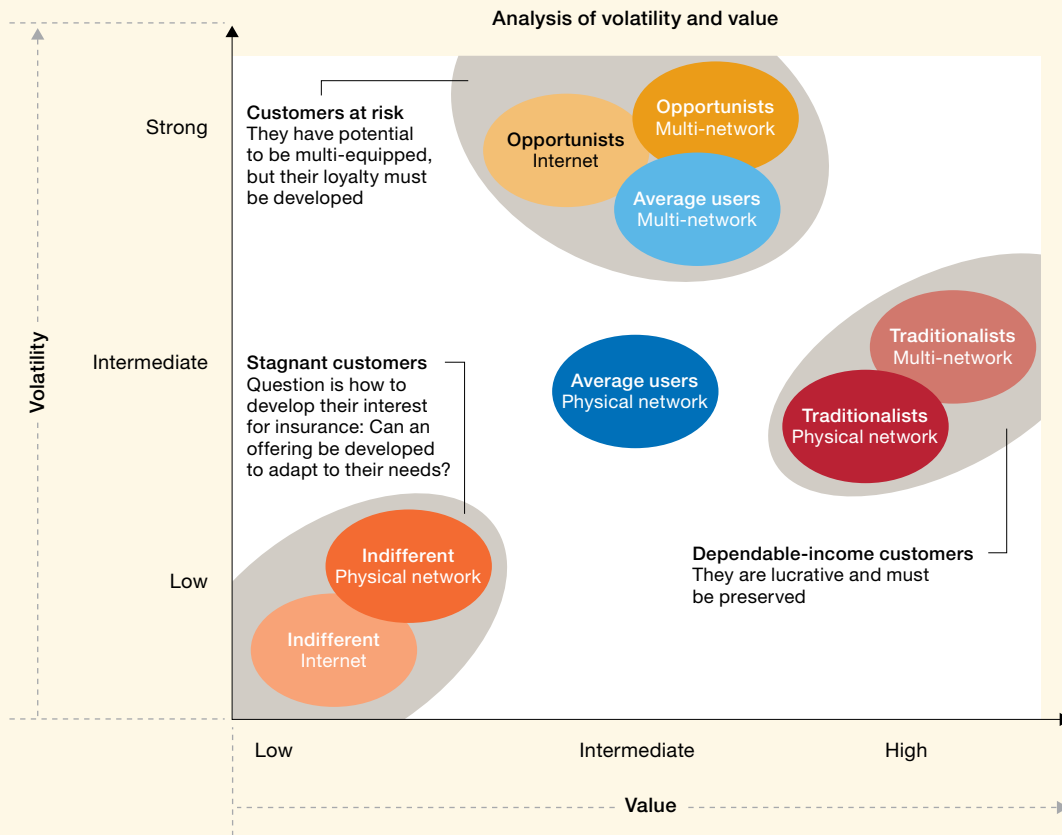 Analysis of volatility and value
Volatility
Strong
Intermediate
Low
Customers at risk
They have potential
to be multi-equipped,
but their loyalty must
be developed
Opportunists
Internet
Opportunists
Multi-network
Average users
Multi-network
Stagnant customers
Question is how to
develop their interest
for insurance: Can an
offering be developed
to adapt to their needs?
Average users
Physical network
Traditionalists
Multi-network
Traditionalists
Physical network
Indifferent
Physical network
Indifferent
Internet
Dependable-income customers
They are lucrative and must
be preserved
Low
Intermediate
High
Value